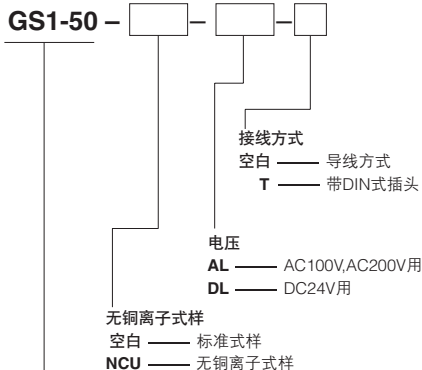 GS1-50 –  –  –
接线方式
空白 —— 导线方式
T —— 带DIN式插头
电压
AL —— AC100V,AC200V用
DL —— DC24V用
无铜离子式样
空白 —— 标准式样
NCU —— 无铜离子式样